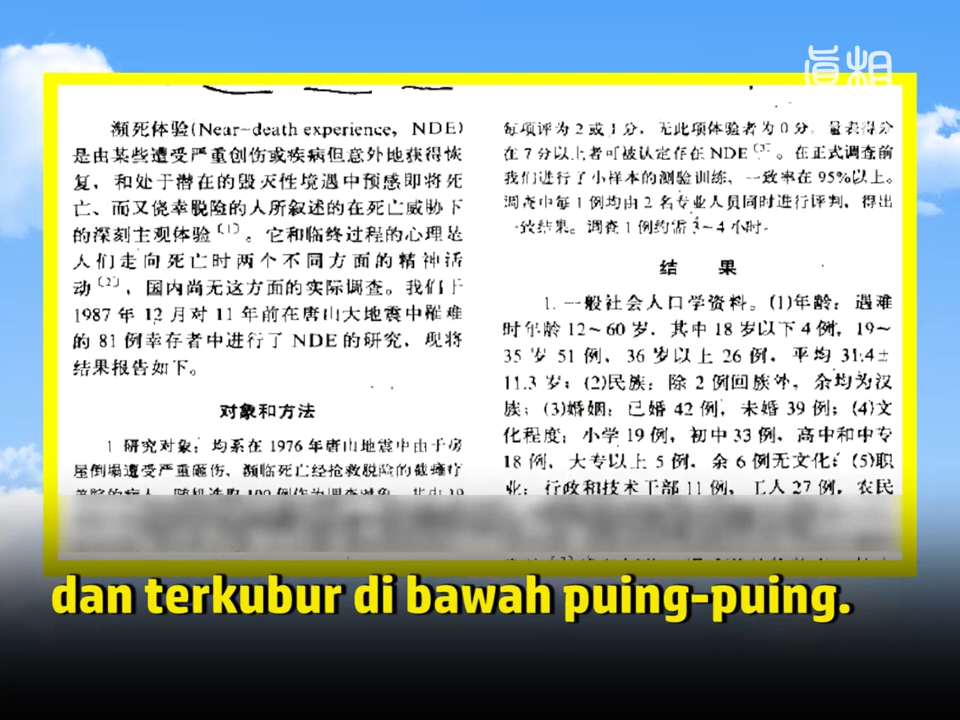 真相
濒死体验(Near-death experience, NDE)
是由某些遭受严重创伤或疾病但意外地获得恢
复，和处于潜在的毁灭性境遇中预感即将死
亡、而又侥幸脱险的人所叙述的在死亡威胁下
的深刻主观体验[1]。它和临终过程的心理是
人们走向死亡时两个不同方面的精神活
动[2]，国内尚无这方面的实际调查。我们于
1987年12月对11年前在唐山大地震中罹难
的81例幸存者中进行了NDE的研究，现将
结果报告如下。
对象和方法
1 研究对象：均系在1976年唐山地震中由于房
屋倒塌遭受严重砸伤、濒临死亡经抢救脱险的截瘫疗
每项评为2或1分，无此项体验者为0分。量表得分
在7分以上者可被认定存在NDE[3]。在正式调查前
我们进行了小样本的测验训练，一致率在95%以上。
调查中每1例均由2名专业人员同时进行评判，得出
一致结果。调查1例约需3~4小时。
结 果
1. 一般社会人口学资料。(1)年龄：遇难
时年龄12~60岁，其中18岁以下4例，19~
35岁51例，36岁以上26例，平均31.4±
11.3岁；(2)民族：除2例回族外，余均为汉
族；(3)婚姻：已婚42例，未婚39例；(4)文
化程度：小学19例，初中33例，高中和中专
18例，大专以上5例，余6例无文化；(5)职
业：行政和技术干部11例，工人27例，农民
dan terkubur di bawah puing-puing.